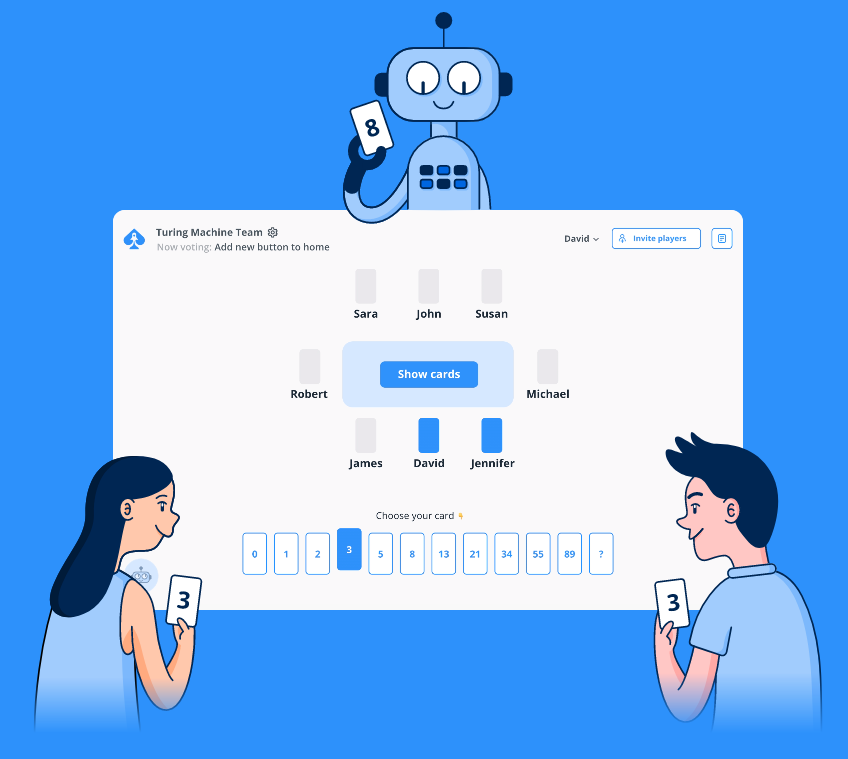 8
Turing Machine Team
Now voting: Add new button to home
David
Invite players
Sara John Susan
Robert
Show cards
Michael
James David Jennifer
Choose your card
0 1 2 3 5 8 13 21 34 55 89 ?
3
3